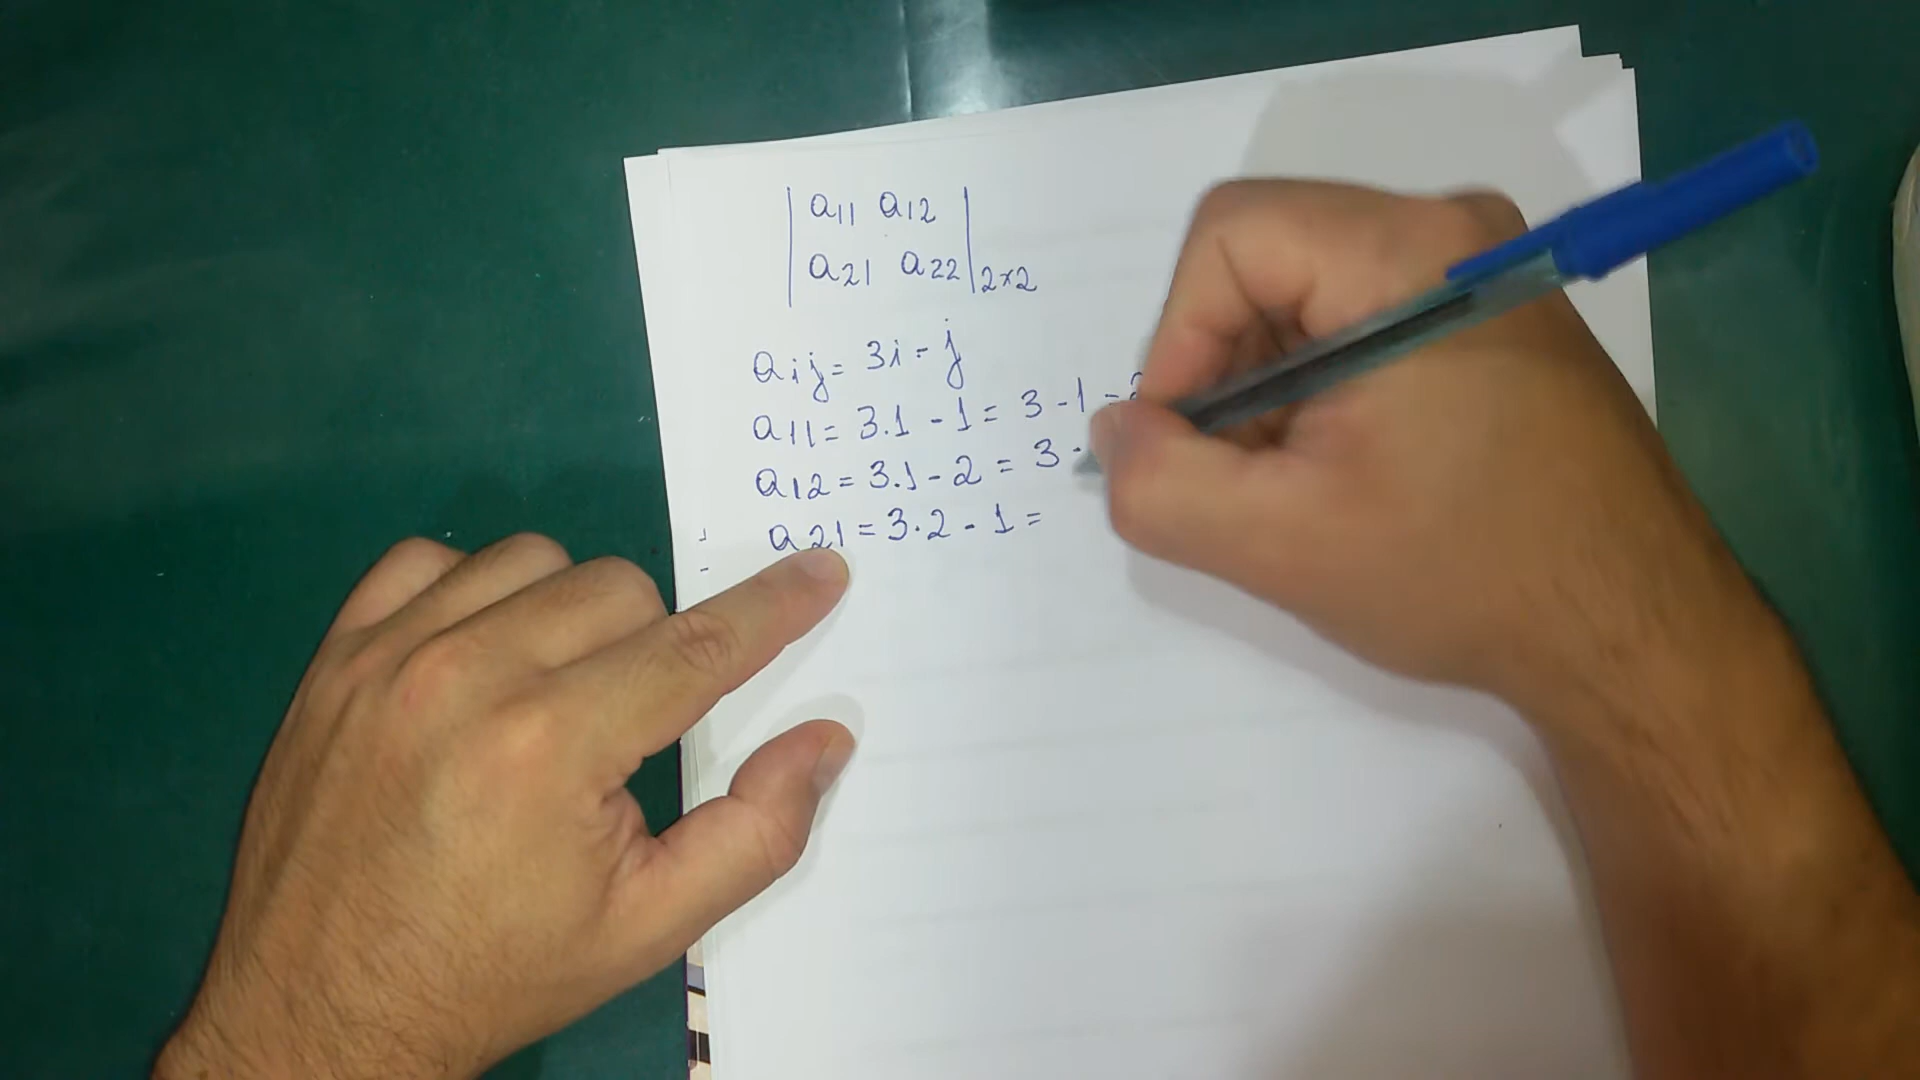 | a11 a12 |
| a21 a22 | 2x2
aij = 3i - j
a11 = 3.1 - 1 = 3 - 1 = 2
a12 = 3.1 - 2 = 3 -
a21 = 3.2 - 1 =